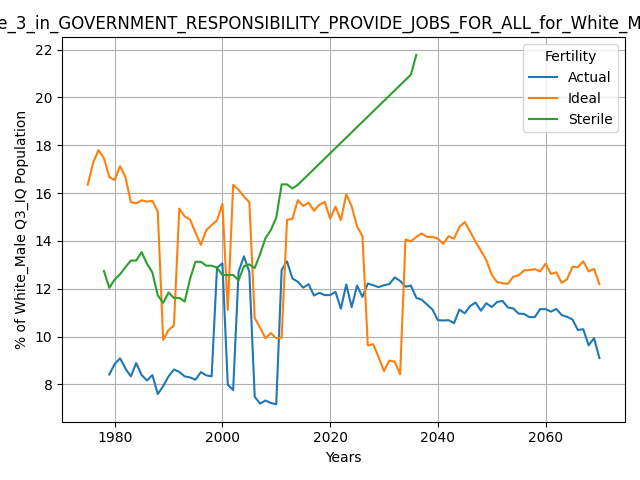 e_3_in_GOVERNMENT_RESPONSIBILITY_PROVIDE_JOBS_FOR_ALL_for_White_M
Fertility
Actual
Ideal
Sterile
% of White_Male Q3_IQ Population
22
20
18
16
14
12
10
8
1980
2000
2020
2040
2060
Years